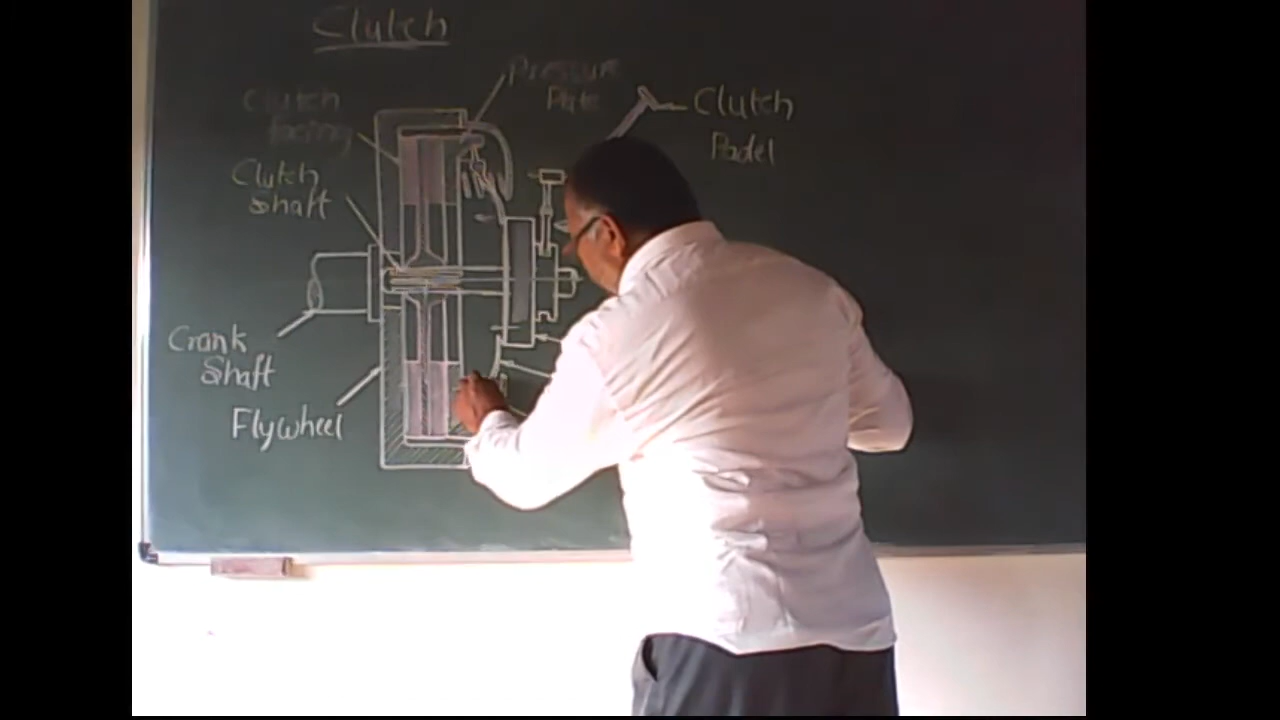 Clutch
Pressure
Plate
Clutch
Padel
Clutch
facing
Clutch
Shaft
Crank
Shaft
Flywheel